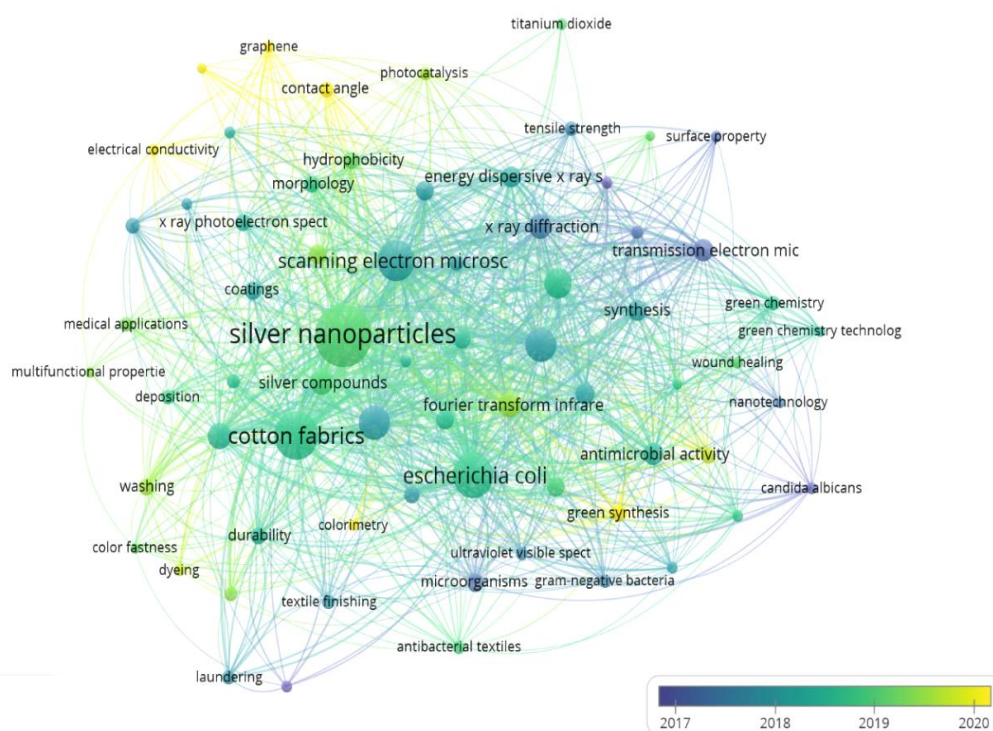 titanium dioxide
graphene
photocatalysis
contact angle
tensile strength
surface property
electrical conductivity
hydrophobicity
morphology
energy dispersive x ray s
x ray photoelectron spect
x ray diffraction
transmission electron mic
scanning electron microsc
coatings
green chemistry
synthesis
medical applications
silver nanoparticles
green chemistry technolog
wound healing
multifunctional propertie
silver compounds
deposition
fourier transform infrare
nanotechnology
cotton fabrics
antimicrobial activity
escherichia coli
washing
candida albicans
green synthesis
colorimetry
durability
color fastness
ultraviolet visible spect
dyeing
microorganisms
gram-negative bacteria
textile finishing
antibacterial textiles
laundering
2017 2018 2019 2020